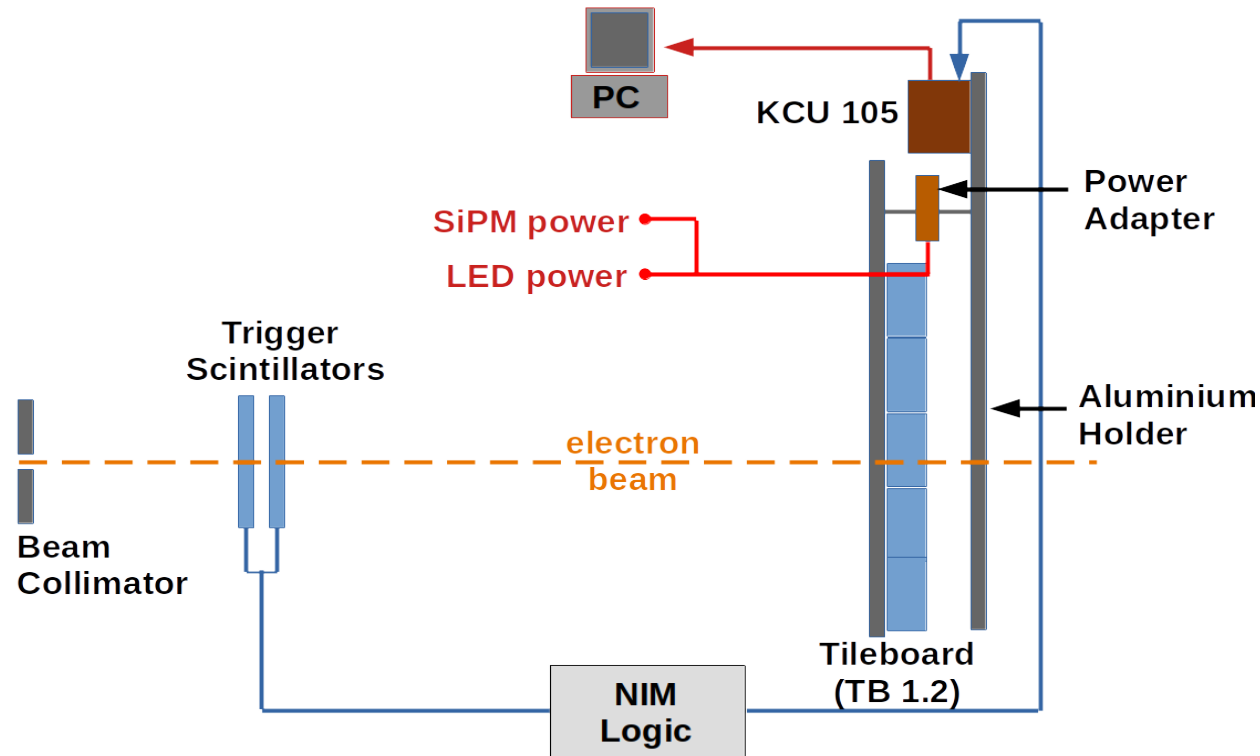 PC
KCU 105
Power
Adapter
SiPM power
LED power
Trigger
Scintillators
Aluminium
Holder
electron
beam
Beam
Collimator
Tileboard
(TB 1.2)
NIM
Logic